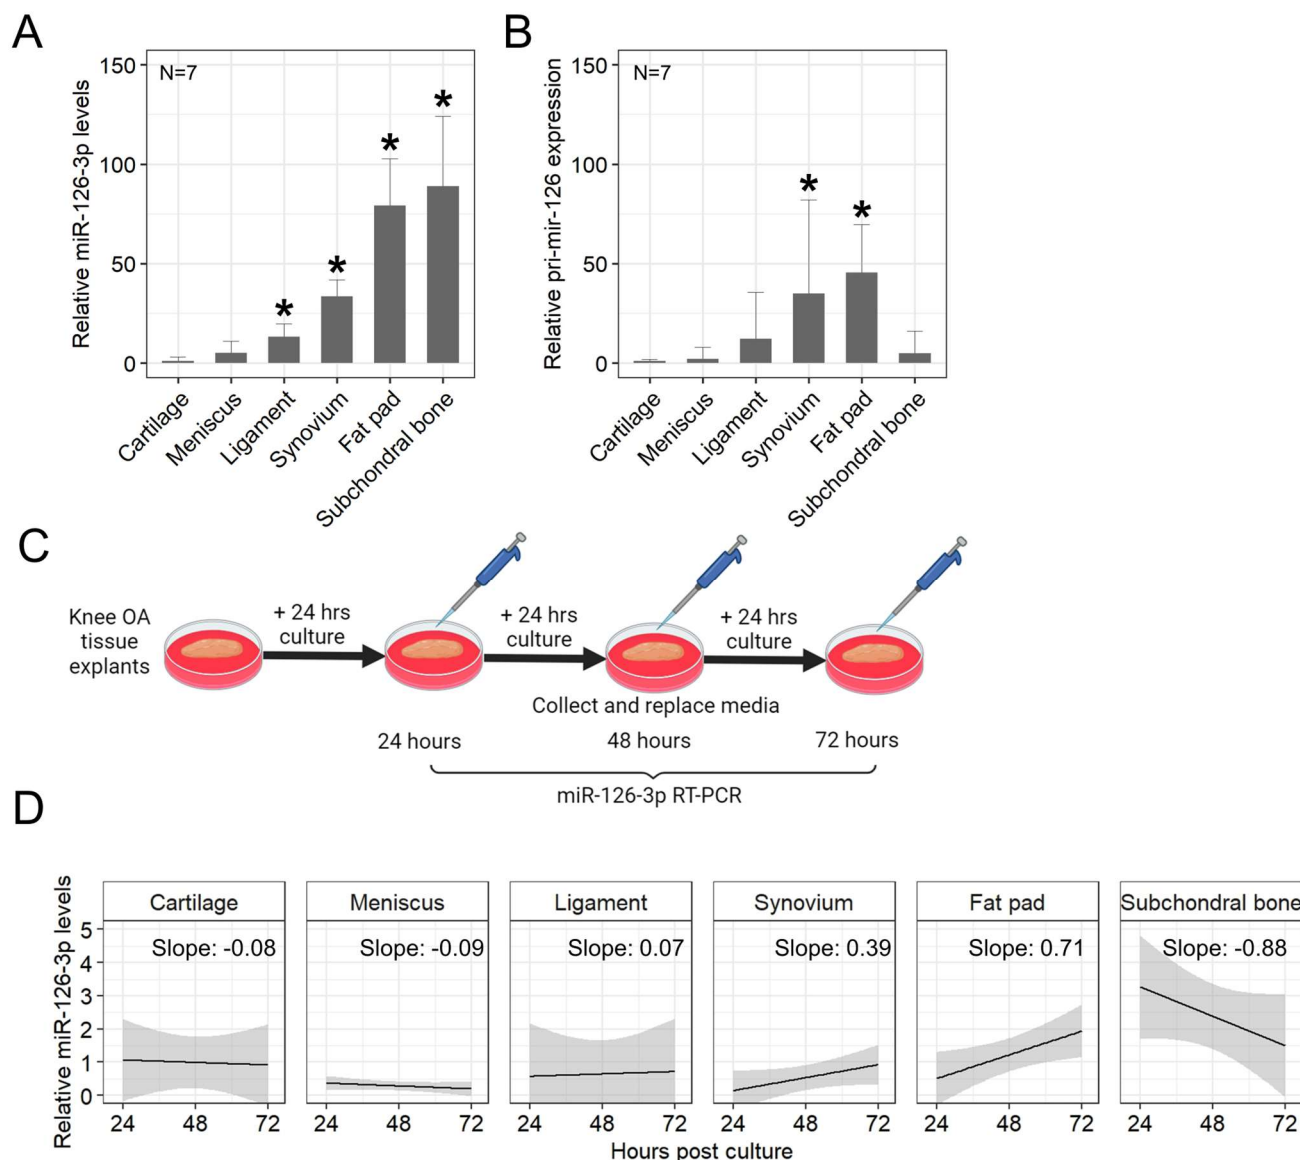 A
B
Relative miR-126-3p levels
150
100
50
0
N=7
*
*
*
*
Cartilage
Meniscus
Ligament
Synovium
Fat pad
Subchondral bone
Relative pri-mir-126 expression
150
100
50
0
N=7
*
*
Cartilage
Meniscus
Ligament
Synovium
Fat pad
Subchondral bone
C
Knee OA
tissue
explants
+ 24 hrs
culture
+ 24 hrs
culture
+ 24 hrs
culture
Collect and replace media
24 hours
48 hours
72 hours
miR-126-3p RT-PCR
D
Relative miR-126-3p levels
5
4
3
2
1
0
Cartilage
Slope: -0.08
24 48 72
Meniscus
Slope: -0.09
24 48 72
Ligament
Slope: 0.07
24 48 72
Synovium
Slope: 0.39
24 48 72
Fat pad
Slope: 0.71
24 48 72
Subchondral bone
Slope: -0.88
24 48 72
Hours post culture